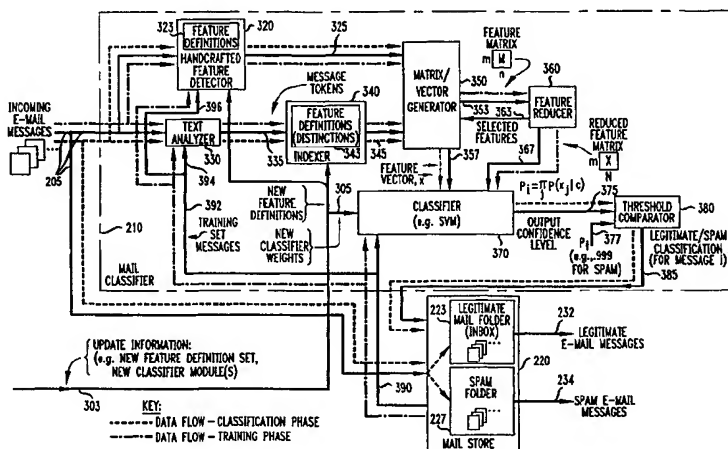 323
FEATURE
DEFINITIONS
HANDCRAFTED
FEATURE
DETECTOR
320
325
396
INCOMING
E-MAIL
MESSAGES
205
210
TEXT
ANALYZER
330
394
392
MESSAGE
TOKENS
335
340
FEATURE
DEFINITIONS
(DISTINCTIONS)
343
INDEXER
345
MATRIX/
VECTOR
GENERATOR
350
353
357
FEATURE
MATRIX
m M
n
360
FEATURE
REDUCER
363
SELECTED
FEATURES
367
REDUCED
FEATURE
MATRIX
m X
N
FEATURE
VECTOR, x
NEW
FEATURE
DEFINITIONS
305
NEW
CLASSIFIER
WEIGHTS
TRAINING
SET
MESSAGES
CLASSIFIER
(e.g. SVM)
370
Pi=πj P(xj|c)
375
OUTPUT
CONFIDENCE
LEVEL
THRESHOLD
COMPARATOR
380
377
(e.g.,.999
FOR SPAM)
LEGITIMATE/SPAM
CLASSIFICATION
(FOR MESSAGE i)
385
MAIL
CLASSIFIER
UPDATE INFORMATION:
(e.g. NEW FEATURE DEFINITION SET,
NEW CLASSIFIER MODULE(S)
303
390
223
LEGITIMATE
MAIL FOLDER
(INBOX)
232
LEGITIMATE
E-MAIL MESSAGES
220
SPAM
FOLDER
227
234
SPAM E-MAIL
MESSAGES
MAIL STORE
KEY:
DATA FLOW-CLASSIFICATION PHASE
DATA FLOW-TRAINING PHASE